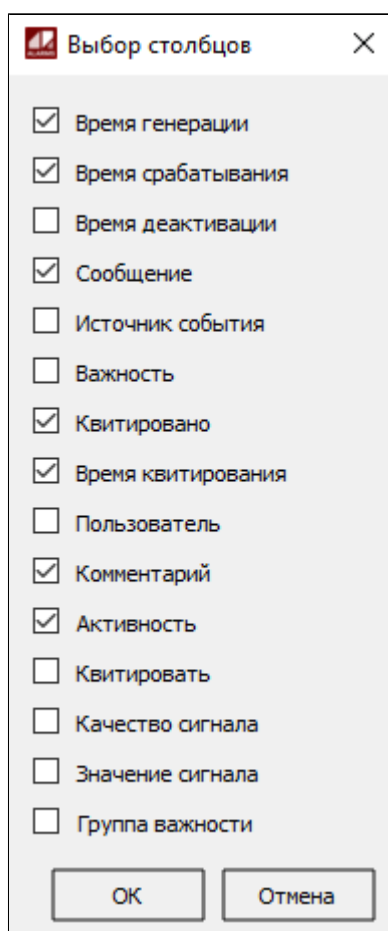 Выбор столбцов
Время генерации
Время срабатывания
Время деактивации
Сообщение
Источник события
Важность
Квитировано
Время квитирования
Пользователь
Комментарий
Активность
Квитировать
Качество сигнала
Значение сигнала
Группа важности
ОК Отмена